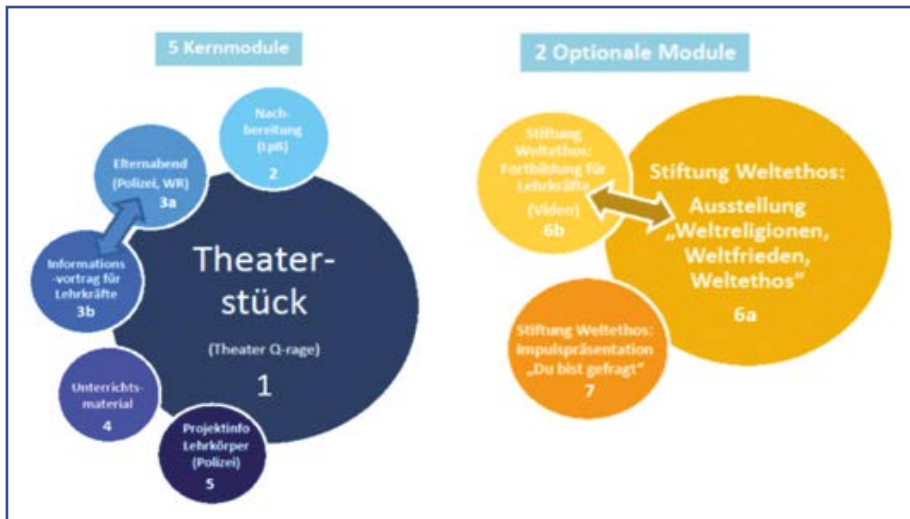 5 Kernmodule
Nach-
bereitung
(LpB)
2
Elternabend
(Polizei, WR)
3a
Informations
-vortrag für
Lehrkräfte
3b
Theater-
stück
(Theater Q-rage)
1
Unterrichts-
material
4
Projektinfo
Lehrkörper
(Polizei)
5
2 Optionale Module
Stiftung
Weltethos:
Fortbildung für
Lehrkräfte
(Video)
6b
Stiftung Weltethos:
Ausstellung
„Weltreligionen,
Weltfrieden,
Weltethos“
6a
Stiftung Weltethos:
Impulspräsentation
„Du bist gefragt“
7